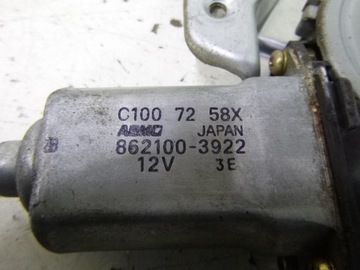 C100 72 58X
ASMO JAPAN
862100-3922
12V 3E